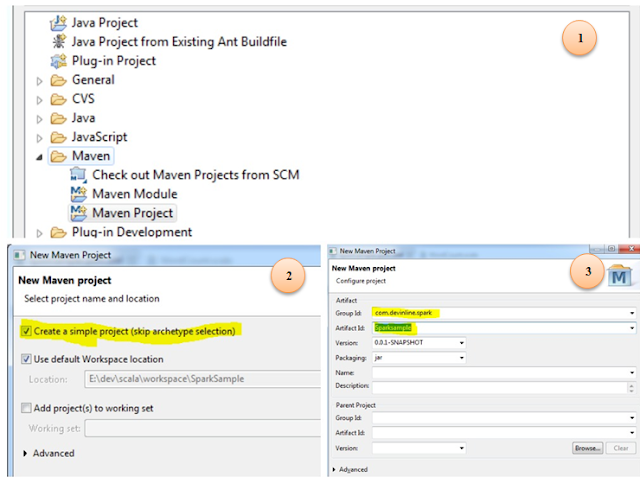 Java Project
Java Project from Existing Ant Buildfile
Plug-in Project
General
CVS
Java
JavaScript
Maven
Check out Maven Projects from SCM
Maven Module
Maven Project
Plug-in Development
1
New Maven Project
New Maven project
Select project name and location
2
Create a simple project (skip archetype selection)
Use default Workspace location
Location: E:\dev\scala\workspace\SparkSample
Add project(s) to working set
Working set:
Advanced
New Maven Project
New Maven project
Configure project
3
M
Artifact
Group Id: com.devinline.spark
Artifact Id: Sparksample
Version: 0.0.1-SNAPSHOT
Packaging: jar
Name:
Description:
Parent Project
Group Id:
Artifact Id:
Version: Browse... Clear
Advanced